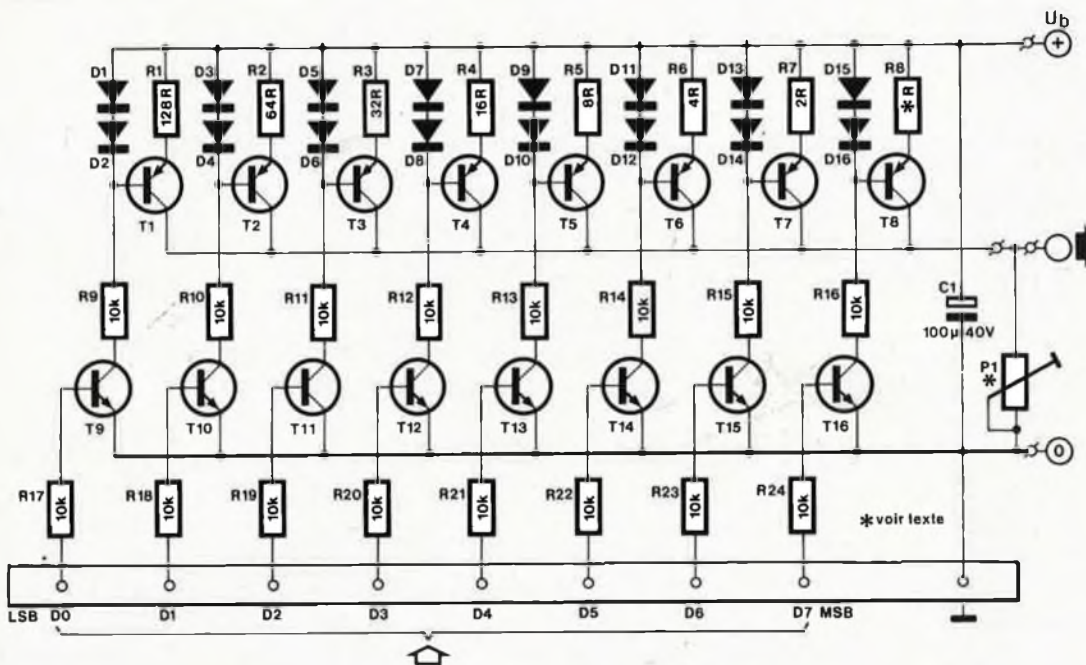 Ub
+
D1 R1 D3 R2 D5 R3 D7 R4 D9 R5 D11 R6 D13 R7 D15 R8
128R 64R 32R 16R 8R 4R 2R *R
D2 D4 D6 D8 D10 D12 D14 D16
T1 T2 T3 T4 T5 T6 T7 T8
R9 R10 R11 R12 R13 R14 R15 R16
10k 10k 10k 10k 10k 10k 10k 10k
C1
100µ 40V
P1
*
T9 T10 T11 T12 T13 T14 T15 T16
0
R17 R18 R19 R20 R21 R22 R23 R24
10k 10k 10k 10k 10k 10k 10k 10k
* voir texte
LSB D0 D1 D2 D3 D4 D5 D6 D7 MSB